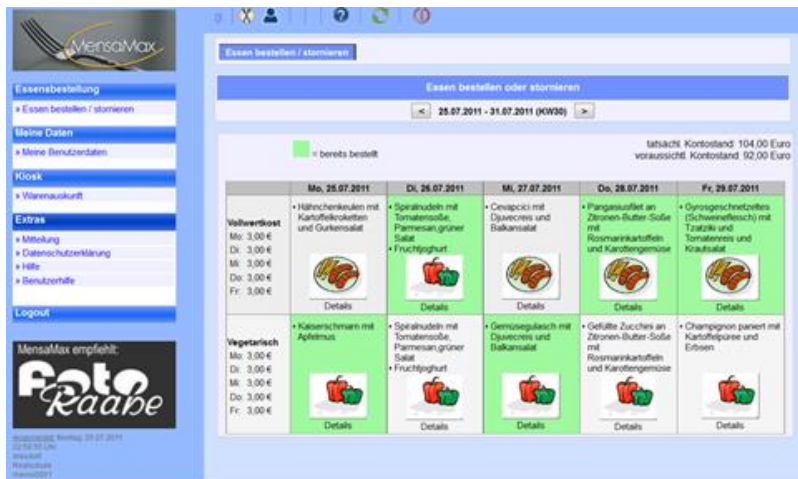 MensaMax
Essen bestellen / stornieren
Essensbestellung
» Essen bestellen / stornieren
Meine Daten
» Meine Benutzerdaten
Kiosk
» Warenauskunft
Extras
» Mitteilung
» Datenschutzerklärung
» Hilfe
» Benutzerhilfe
Logout
MensaMax empfiehlt:
Foto
Raabe
Essen bestellen oder stornieren
< 25.07.2011 - 31.07.2011 (KW30) >
= bereits bestellt
tatsächl. Kontostand 104,00 Euro
voraussichtl. Kontostand 92,00 Euro
Mo, 25.07.2011
Di, 26.07.2011
Mi, 27.07.2011
Do, 28.07.2011
Fr, 29.07.2011
Vollwertkost
Mo: 3,00 €
Di: 3,00 €
Mi: 3,00 €
Do: 3,00 €
Fr: 3,00 €
• Hähnchenkeulen mit
Kartoffelkroketten
und Gurkensalat
Details
• Spiralnudeln mit
Tomatensoße,
Parmesan,grüner
Salat
• Fruchtjoghurt
Details
• Cevapcici mit
Djuvecreis und
Balkansalat
Details
• Pangasiusfilet an
Zitronen-Butter-Soße
mit
Rosmarinkartoffeln
und Karottengemüse
Details
• Gyrosgeschnetzeltes
(Schweinefleisch) mit
Tzatziki und
Tomatenreis und
Krautsalat
Details
Vegetarisch
Mo: 3,00 €
Di: 3,00 €
Mi: 3,00 €
Do: 3,00 €
Fr: 3,00 €
• Kaiserschmarrn mit
Apfelmus
Details
• Spiralnudeln mit
Tomatensoße,
Parmesan,grüner
Salat
• Fruchtjoghurt
Details
• Gemüsegulasch mit
Djuvecreis und
Balkansalat
Details
• Gefüllte Zucchini an
Zitronen-Butter-Soße
mit
Rosmarinkartoffeln
und Karottengemüse
Details
• Champignon paniert mit
Kartoffelpüree und
Erbsen
Details